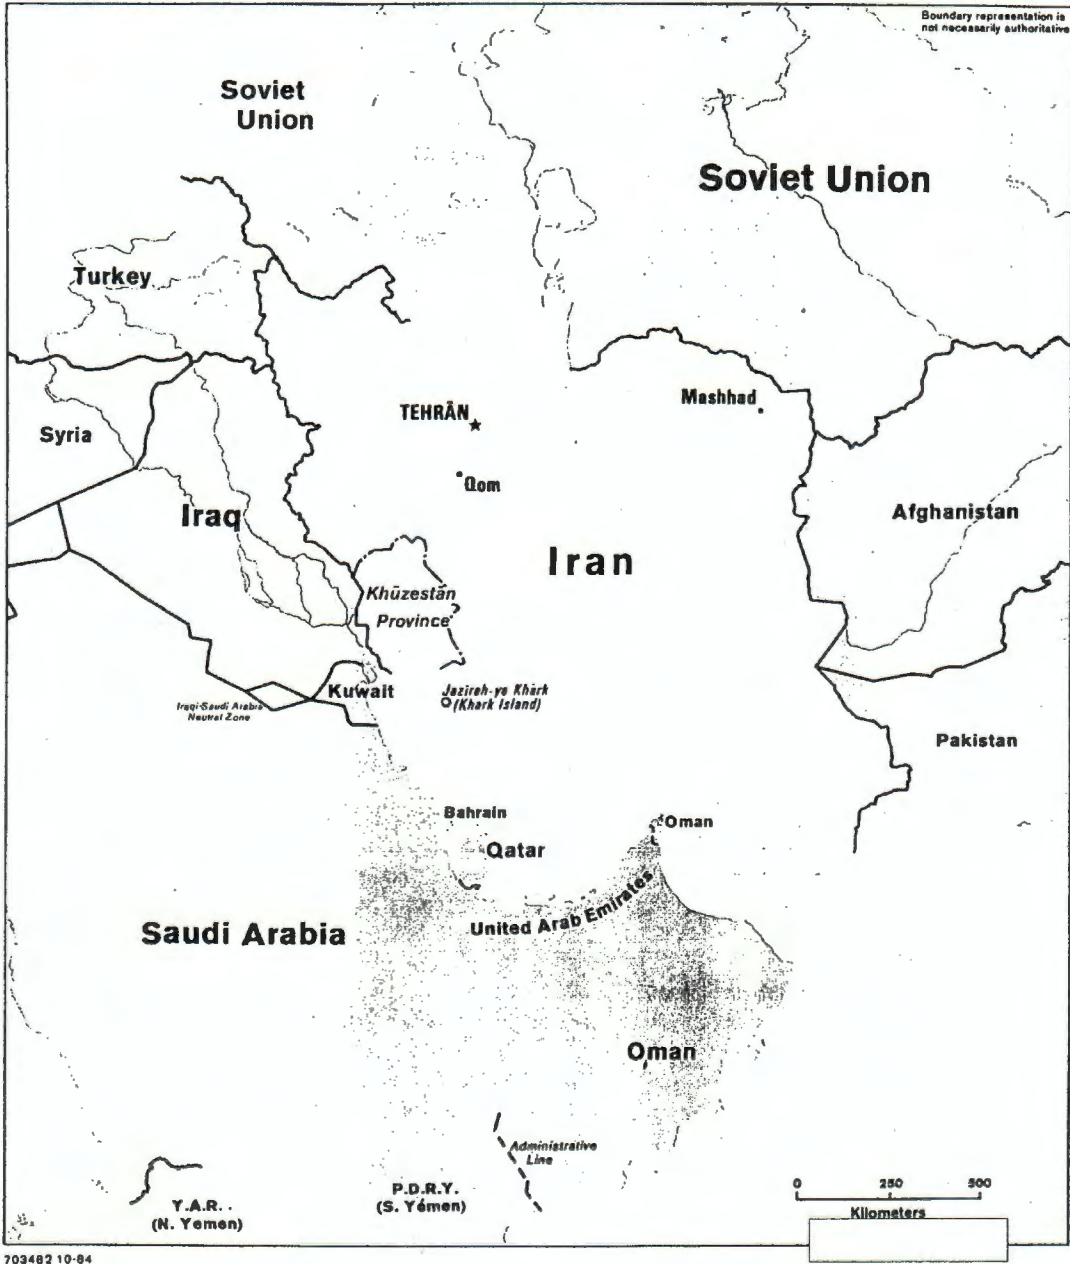 Boundary representation is
not necessarily authoritative
Soviet
Union
Soviet Union
Turkey
Mashhad
TEHRĀN
Syria
Qom
Iraq
Afghanistan
Iran
Khūzestān
Province
Kuwait
Jazīreh-ye Khārk
(Khark Island)
Iraqi-Saudi Arabia
Neutral Zone
Pakistan
Bahrain
Oman
Qatar
United Arab Emirates
Saudi Arabia
Oman
Administrative
Line
Y.A.R.
(N. Yemen)
P.D.R.Y.
(S. Yemen)
0 250 500
Kilometers
703482 10-84